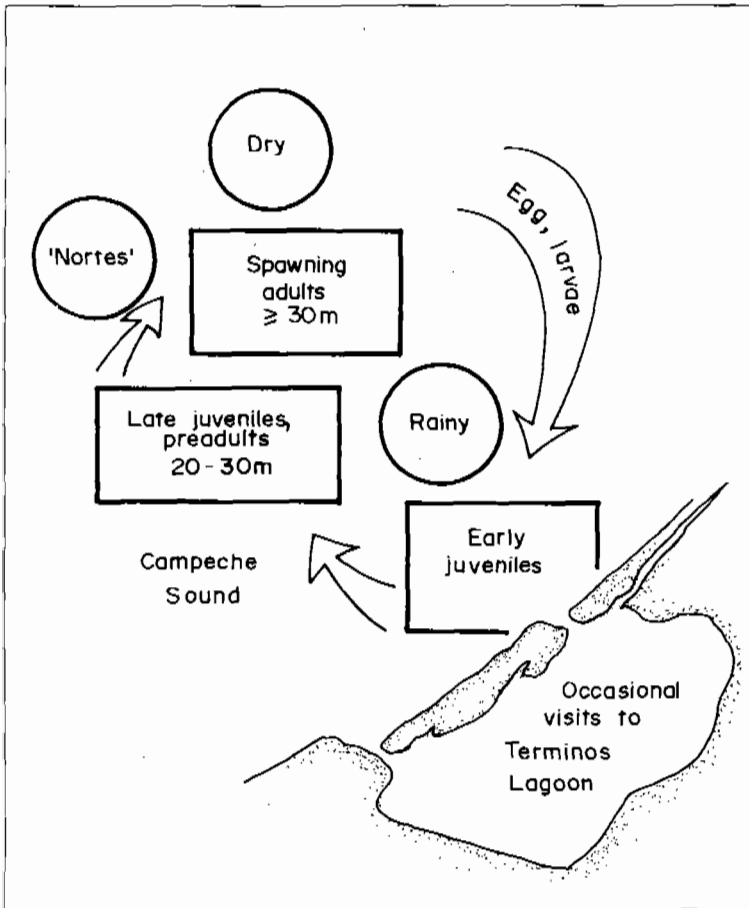 Dry
'Nortes'
Spawning
adults
⩾ 30m
Egg, larvae
Late juveniles,
preadults
20-30m
Rainy
Early
juveniles
Campeche
Sound
Occasional
visits to
Terminos
Lagoon